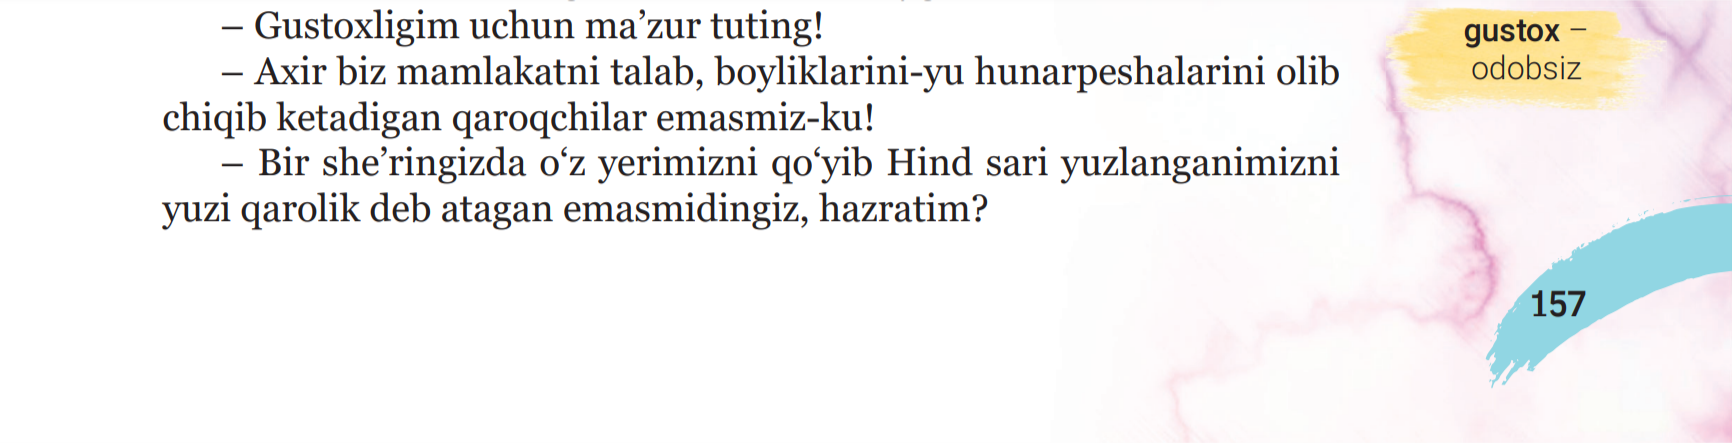 – Gustoxligim uchun ma’zur tuting!
– Axir biz mamlakatni talab, boyliklarini-yu hunarpeshalarini olib
chiqib ketadigan qaroqchilar emasmiz-ku!
– Bir she’ringizda o‘z yerimizni qo‘yib Hind sari yuzlanganimizni
yuzi qarolik deb atagan emasmidingiz, hazratim?
gustox –
odobsiz
157